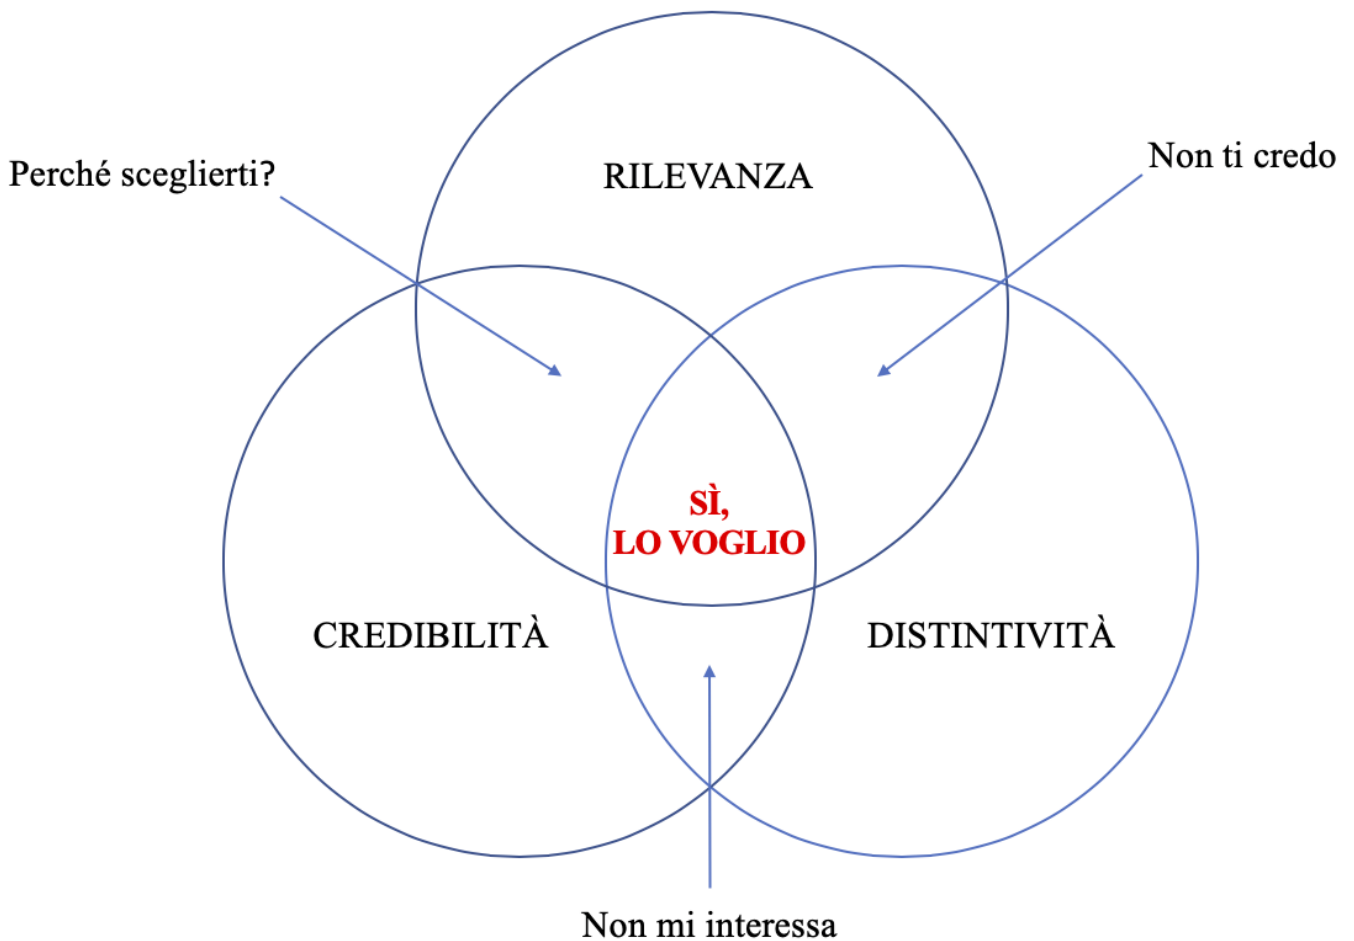 Perché sceglierti?
RILEVANZA
Non ti credo
SÌ,
LO VOGLIO
CREDIBILITÀ
DISTINTIVITÀ
Non mi interessa